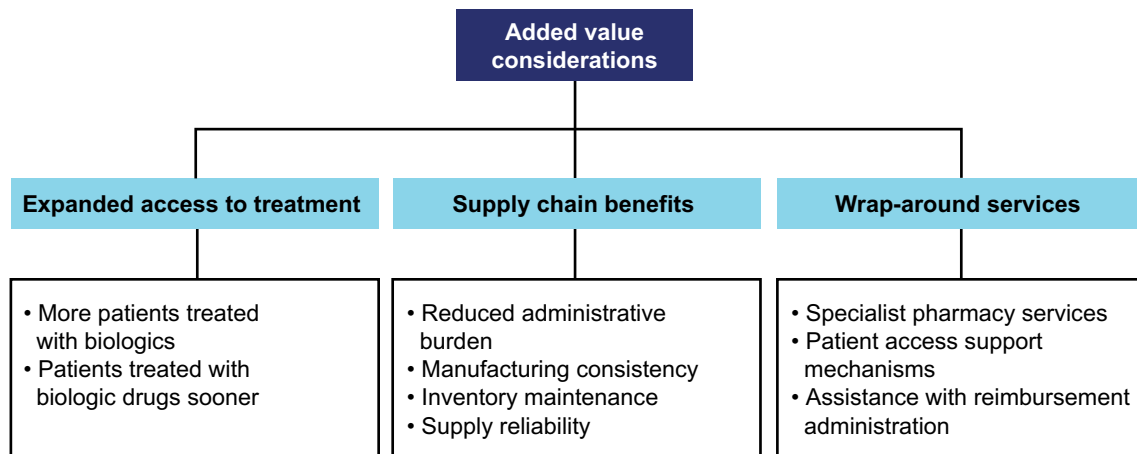 Added value
considerations
Expanded access to treatment
Supply chain benefits
Wrap-around services
• More patients treated
with biologics
• Patients treated with
biologic drugs sooner
• Reduced administrative
burden
• Manufacturing consistency
• Inventory maintenance
• Supply reliability
• Specialist pharmacy services
• Patient access support
mechanisms
• Assistance with reimbursement
administration